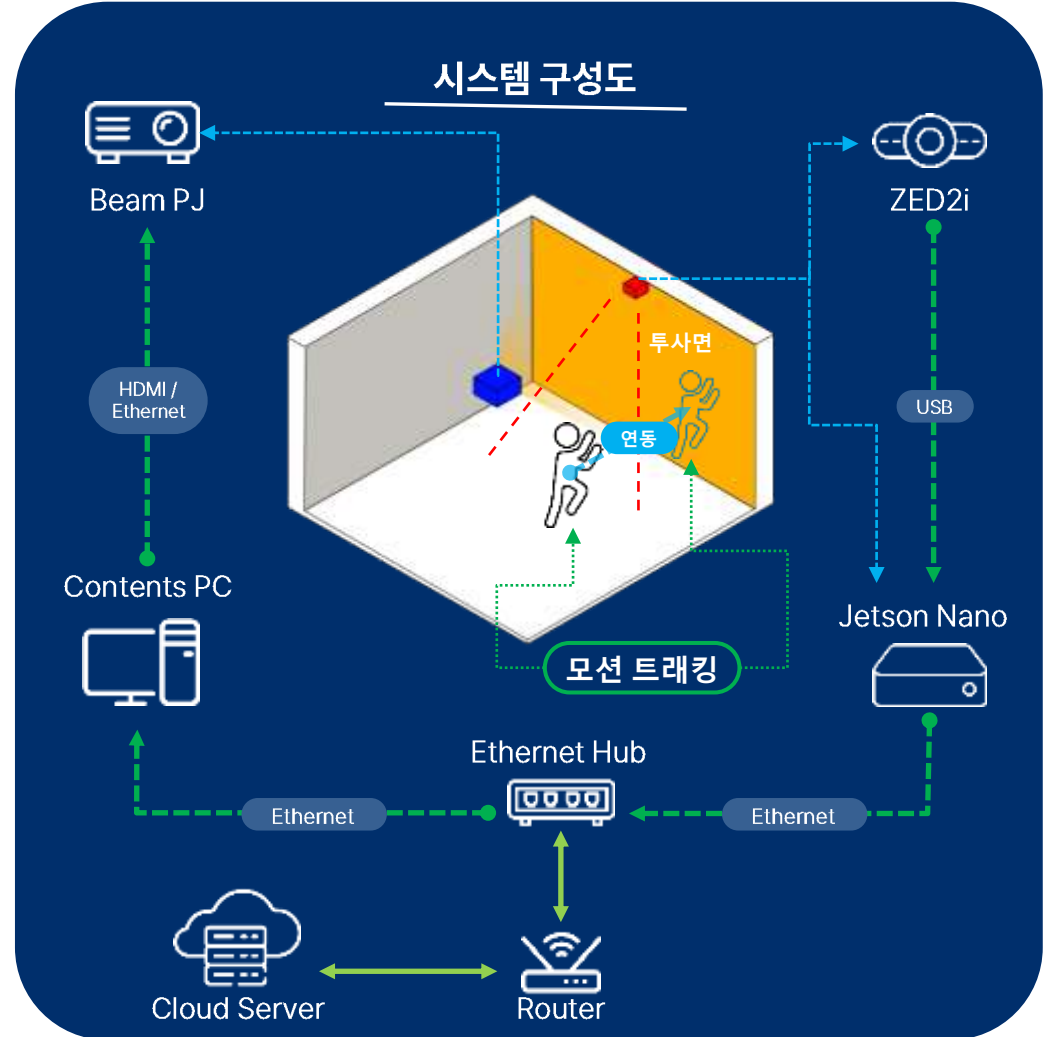 시스템 구성도
Beam PJ
ZED2i
투사면
HDMI /
Ethernet
USB
연동
Contents PC
Jetson Nano
모션 트래킹
Ethernet Hub
Ethernet
Ethernet
Cloud Server
Router